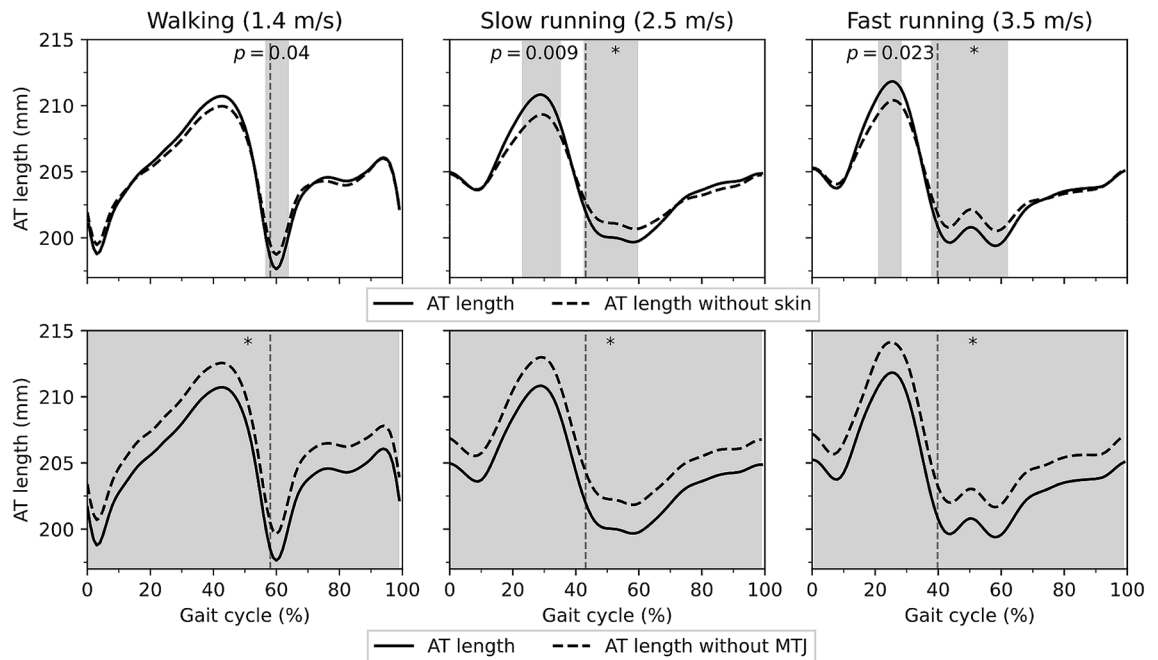 Walking (1.4 m/s) Slow running (2.5 m/s) Fast running (3.5 m/s)
215
p = 0.04 p = 0.009 * p = 0.023 *
210
205
200
AT length (mm)
AT length AT length without skin
215
* * *
210
205
200
AT length (mm)
0 20 40 60 80 100 0 20 40 60 80 100 0 20 40 60 80 100
Gait cycle (%) Gait cycle (%) Gait cycle (%)
AT length AT length without MTJ